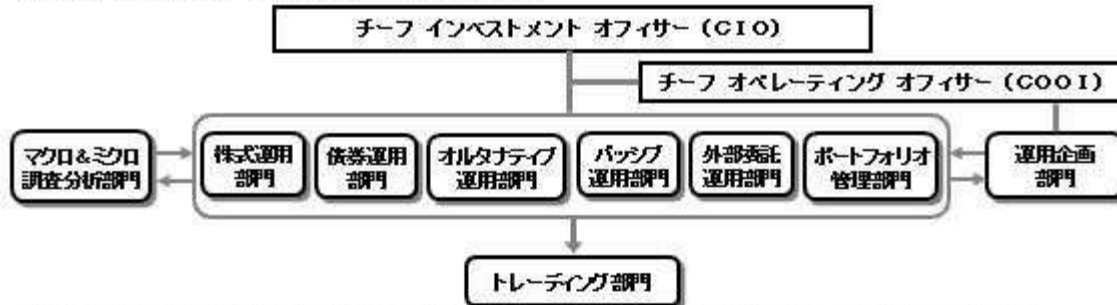 チーフ インベストメント オフィサー (CIO)
チーフ オペレーティング オフィサー (COOI)
マクロ＆ミクロ
調査分析部門
株式運用
部門
債券運用
部門
オルタナティブ
運用部門
パッシブ
運用部門
外部委託
運用部門
ポートフォリオ
管理部門
運用企画
部門
トレーディング部門